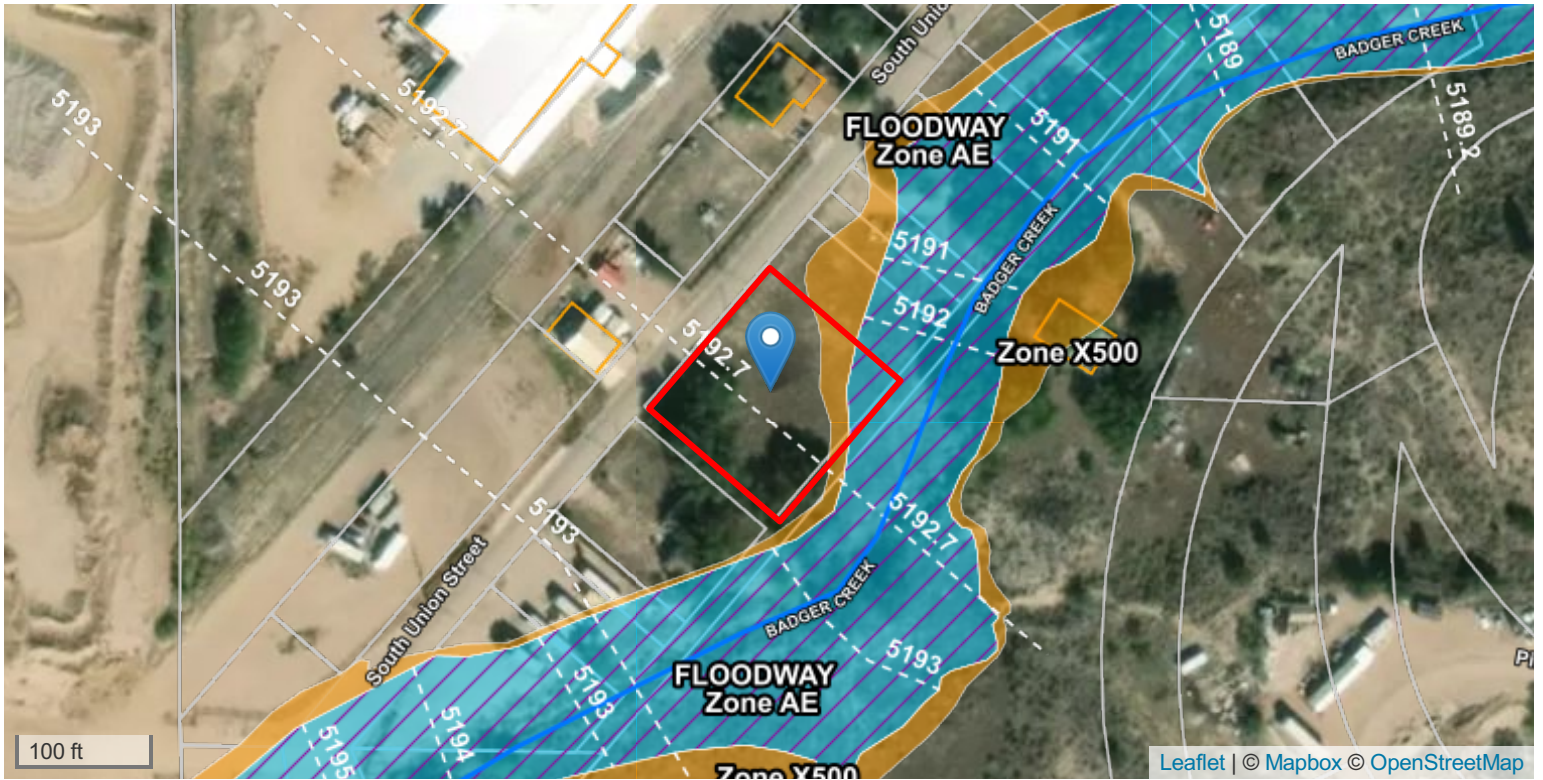 South Unio
5189
BADGER CREEK
5193
5192.7
5189.2
5191
FLOODWAY
Zone AE
BADGER CREEK
5191
5193
5192
5192.7
Zone X500
5192.7
5193
South Union Street
BADGER CREEK
5193
FLOODWAY
Zone AE
5193
5194
5195
Pi
100 ft
Zone X500
Leaflet | © Mapbox © OpenStreetMap